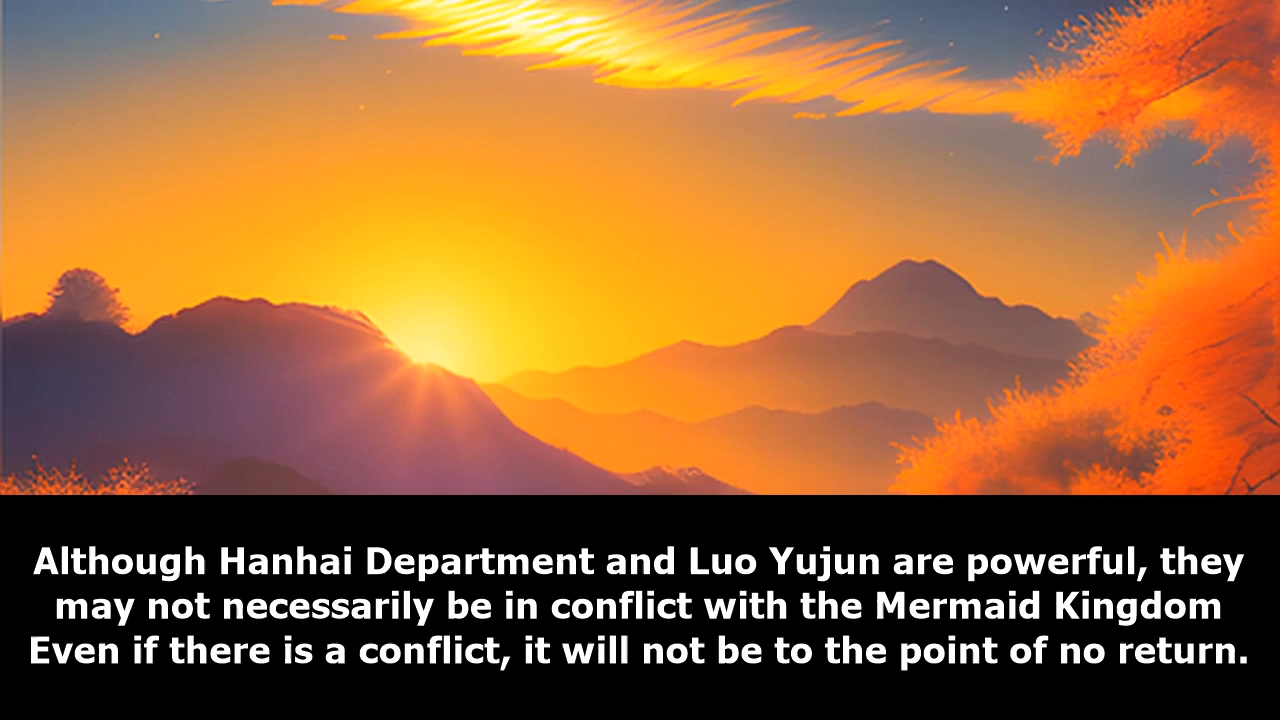 Although Hanhai Department and Luo Yujun are powerful, they
may not necessarily be in conflict with the Mermaid Kingdom
Even if there is a conflict, it will not be to the point of no return.